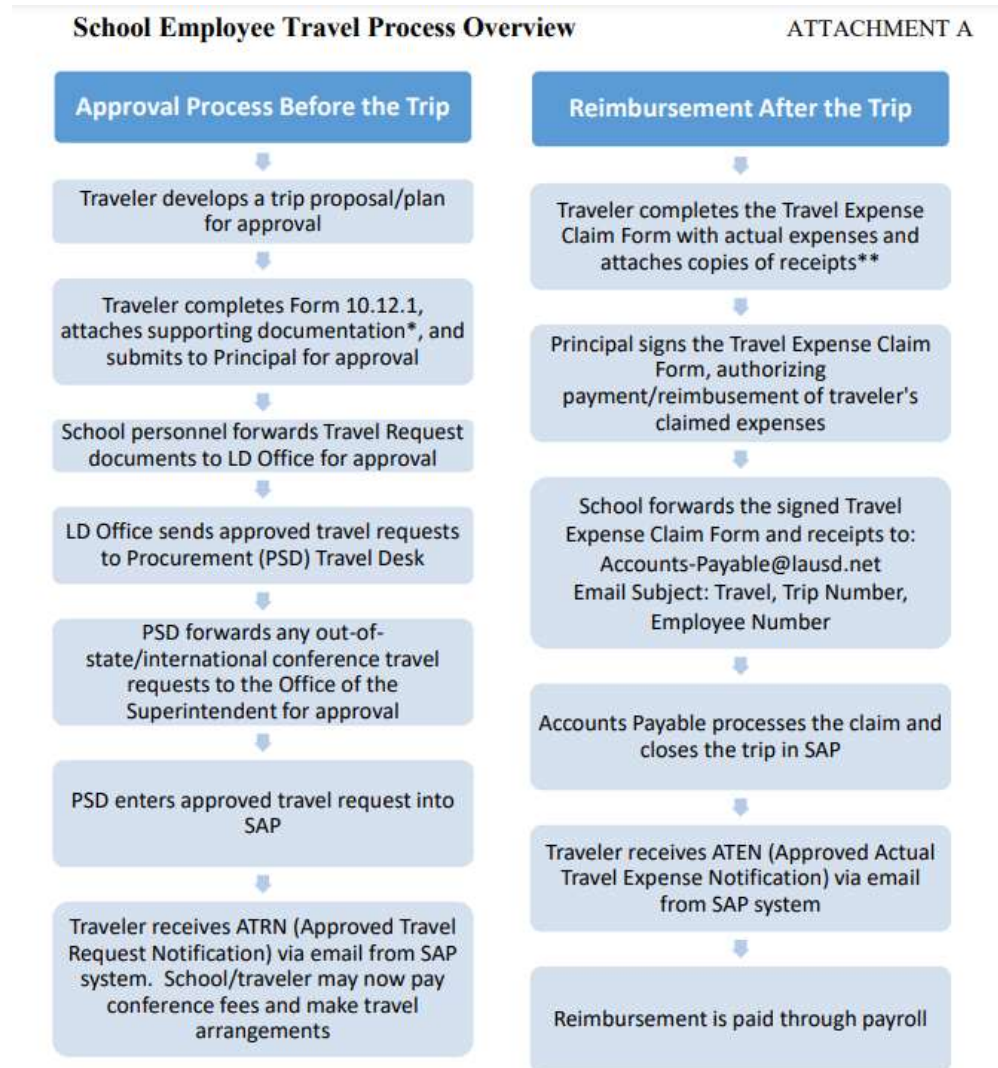 School Employee Travel Process Overview
ATTACHMENT A
Approval Process Before the Trip
Traveler develops a trip proposal/plan
for approval
Traveler completes Form 10.12.1,
attaches supporting documentation*, and
submits to Principal for approval
School personnel forwards Travel Request
documents to LD Office for approval
LD Office sends approved travel requests
to Procurement (PSD) Travel Desk
PSD forwards any out-of-
state/international conference travel
requests to the Office of the
Superintendent for approval
PSD enters approved travel request into
SAP
Traveler receives ATRN (Approved Travel
Request Notification) via email from SAP
system.  School/traveler may now pay
conference fees and make travel
arrangements
Reimbursement After the Trip
Traveler completes the Travel Expense
Claim Form with actual expenses and
attaches copies of receipts**
Principal signs the Travel Expense Claim
Form, authorizing
payment/reimbusement of traveler's
claimed expenses
School forwards the signed Travel
Expense Claim Form and receipts to:
Accounts-Payable@lausd.net
Email Subject: Travel, Trip Number,
Employee Number
Accounts Payable processes the claim and
closes the trip in SAP
Traveler receives ATEN (Approved Actual
Travel Expense Notification) via email
from SAP system
Reimbursement is paid through payroll